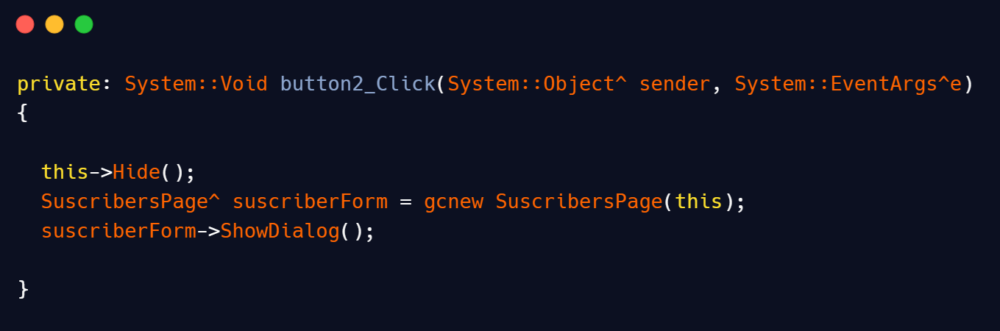 private: System::Void button2_Click(System::Object^ sender, System::EventArgs^e)
{
this->Hide();
SuscribersPage^ suscriberForm = gcnew SuscribersPage(this);
suscriberForm->ShowDialog();
}